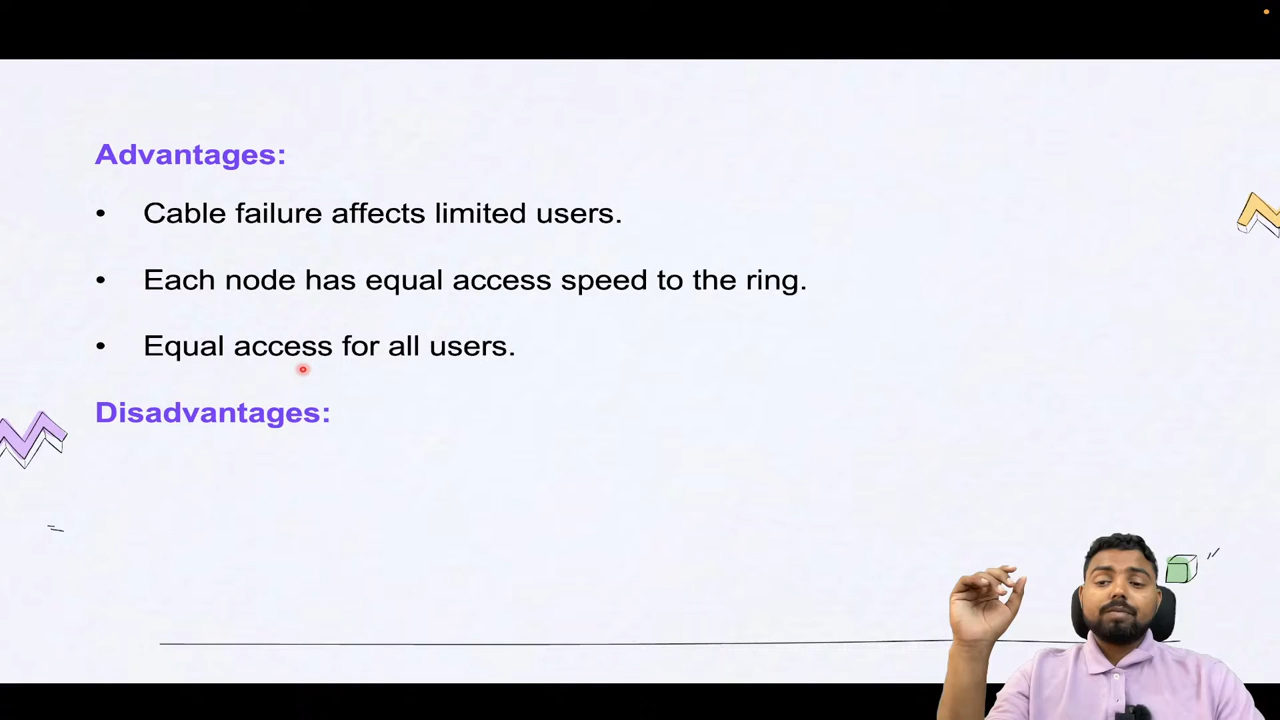 Advantages:
• Cable failure affects limited users.
• Each node has equal access speed to the ring.
• Equal access for all users.
Disadvantages: